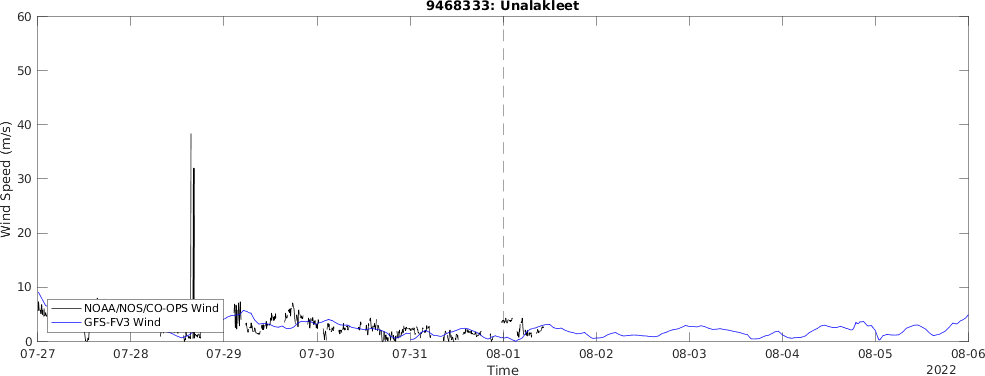 9468333: Unalakleet
60
50
40
30
20
10
0
Wind Speed (m/s)
NOAA/NOS/CO-OPS Wind
GFS-FV3 Wind
07-27 07-28 07-29 07-30 07-31 08-01 08-02 08-03 08-04 08-05 08-06
Time
2022